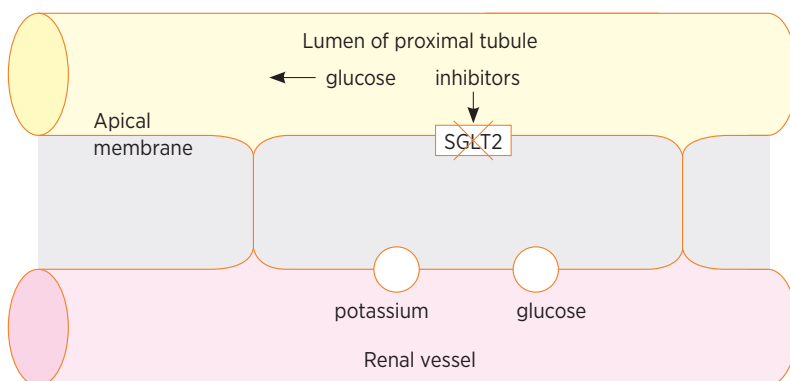 Lumen of proximal tubule
glucose inhibitors
Apical
membrane
SGLT2
potassium glucose
Renal vessel